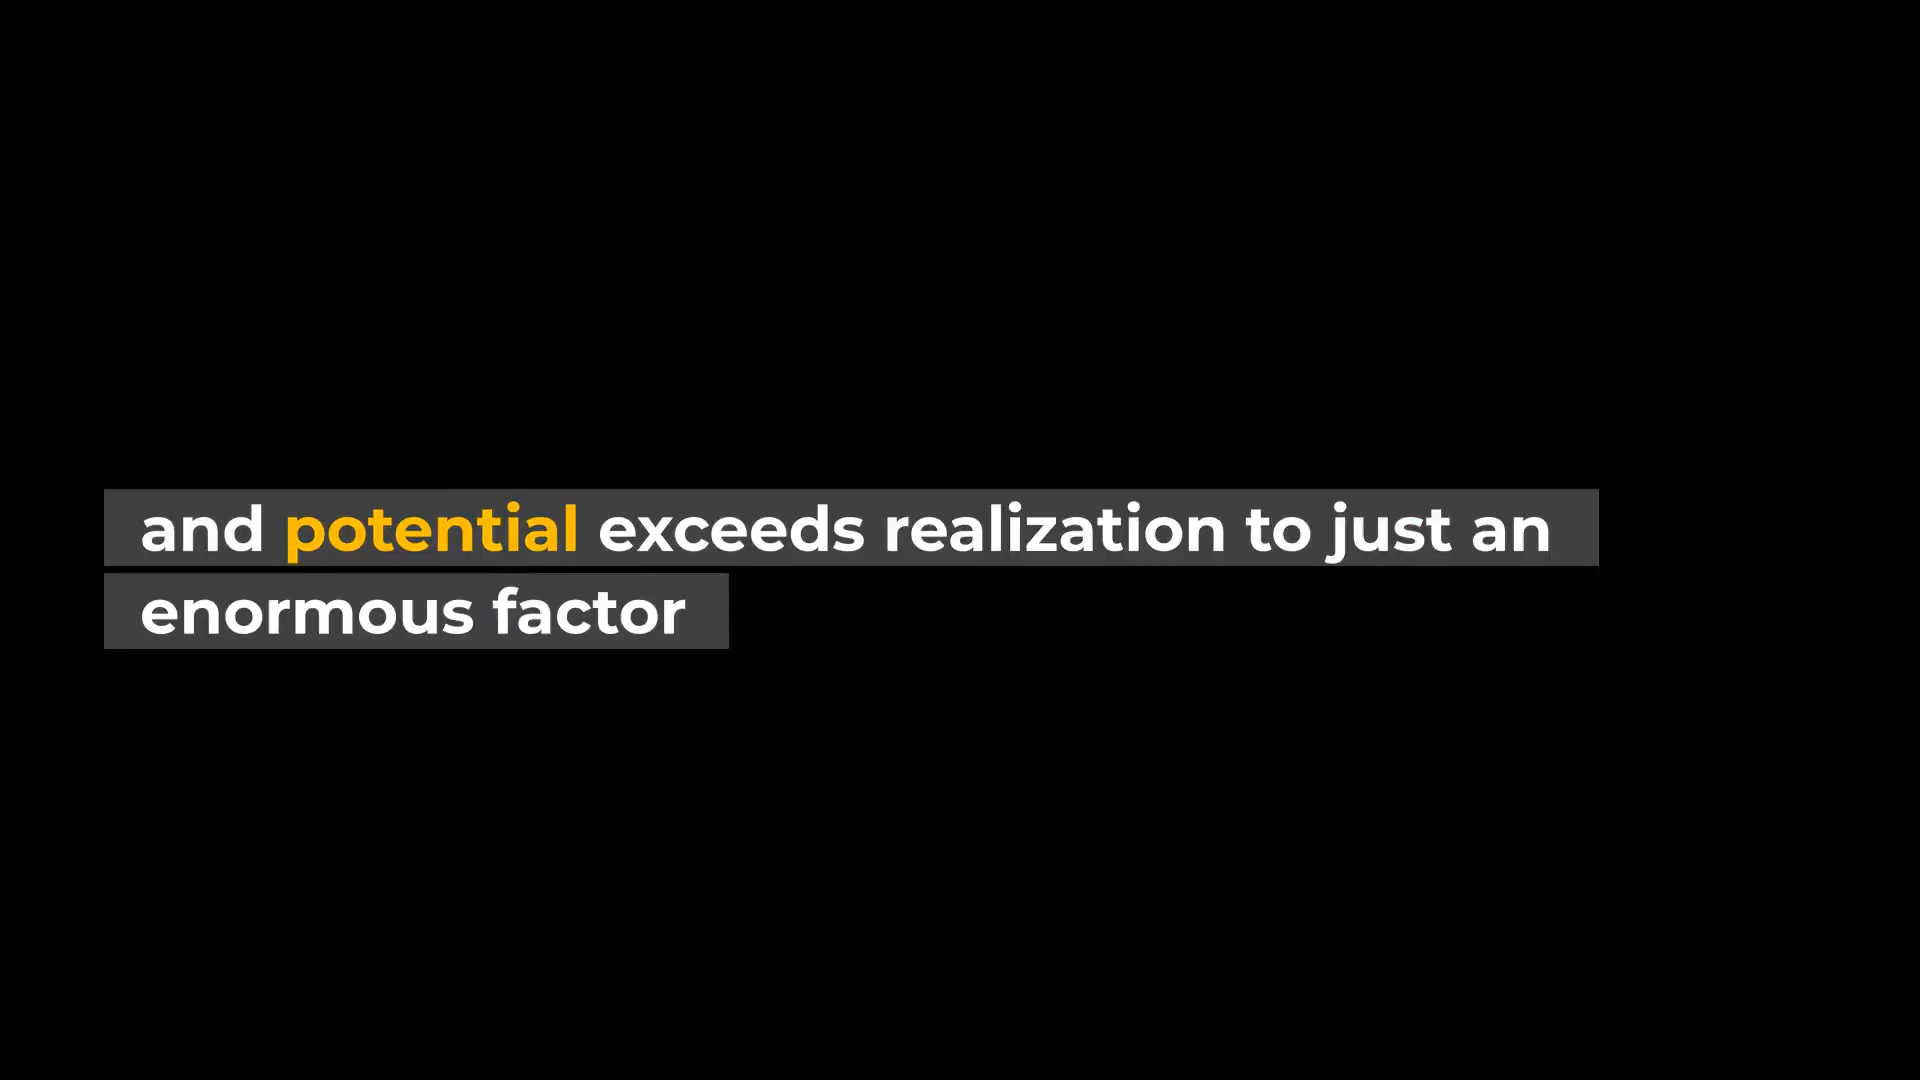 and potential exceeds realization to just an
enormous factor